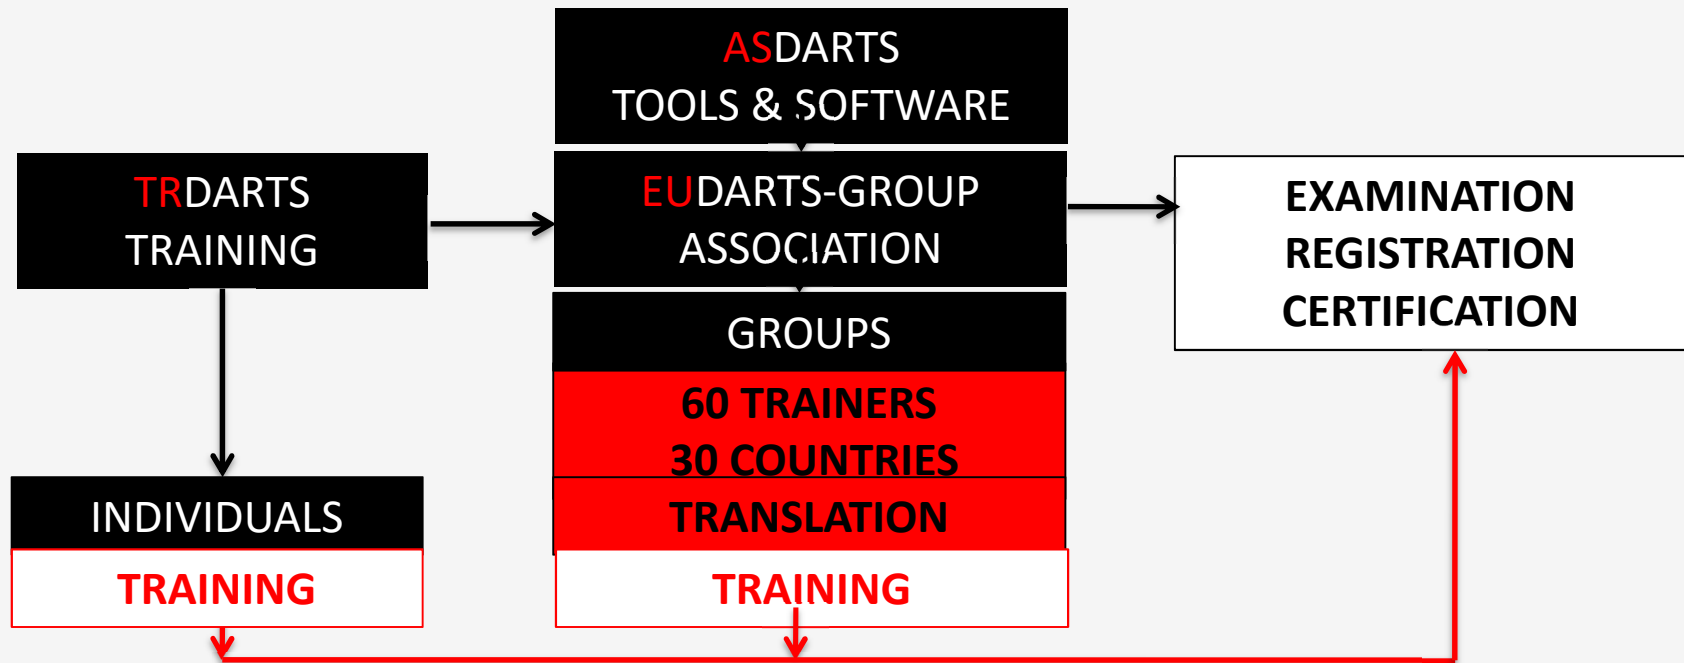 ASDARTS
TOOLS & SOFTWARE
TRDARTS
TRAINING
EUDARTS-GROUP
ASSOCIATION
EXAMINATION
REGISTRATION
CERTIFICATION
GROUPS
60 TRAINERS
30 COUNTRIES
TRANSLATION
TRAINING
INDIVIDUALS
TRAINING